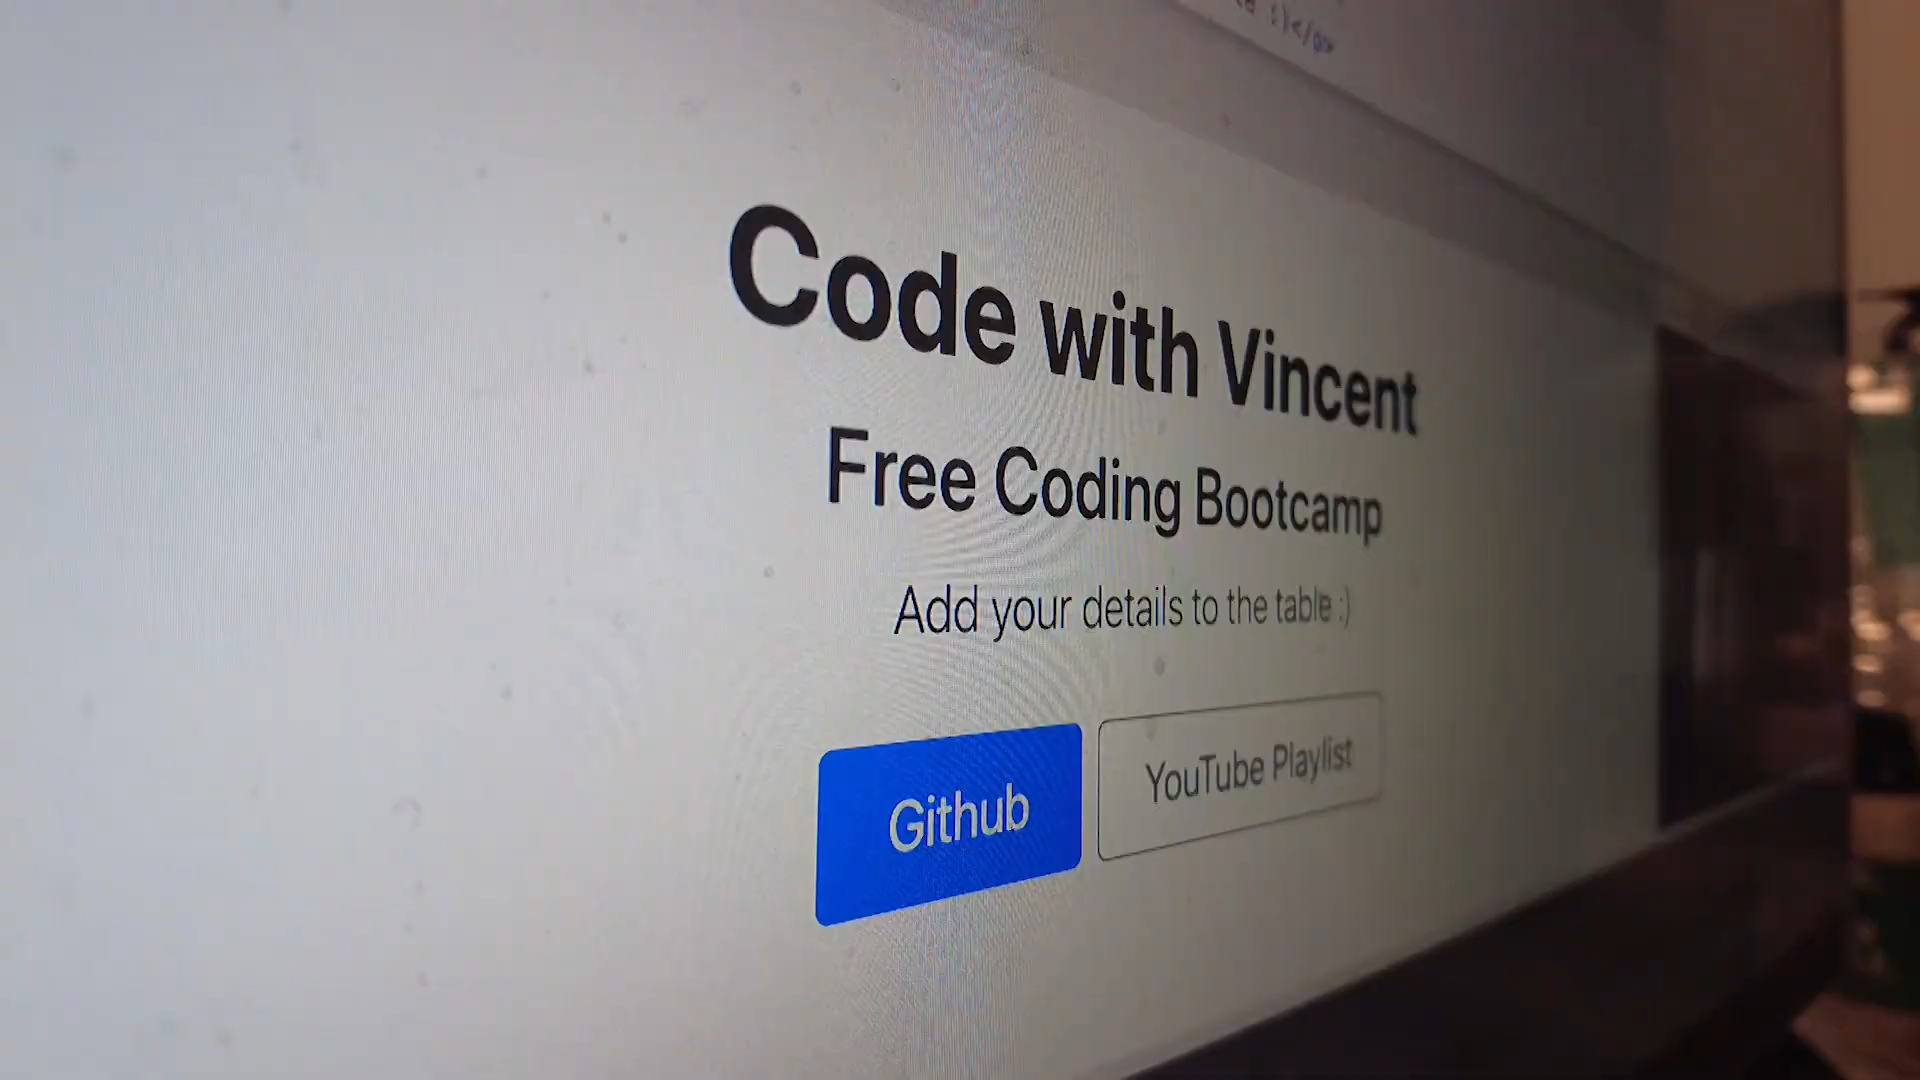 :)</p>
Code with Vincent
Free Coding Bootcamp
Add your details to the table :)
Github
YouTube Playlist